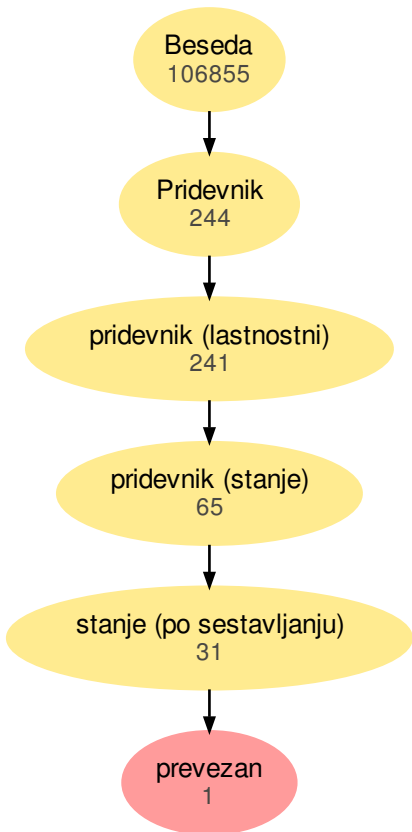 Beseda
106855
Pridevnik
244
pridevnik (lastnostni)
241
pridevnik (stanje)
65
stanje (po sestavljanju)
31
prevezan
1